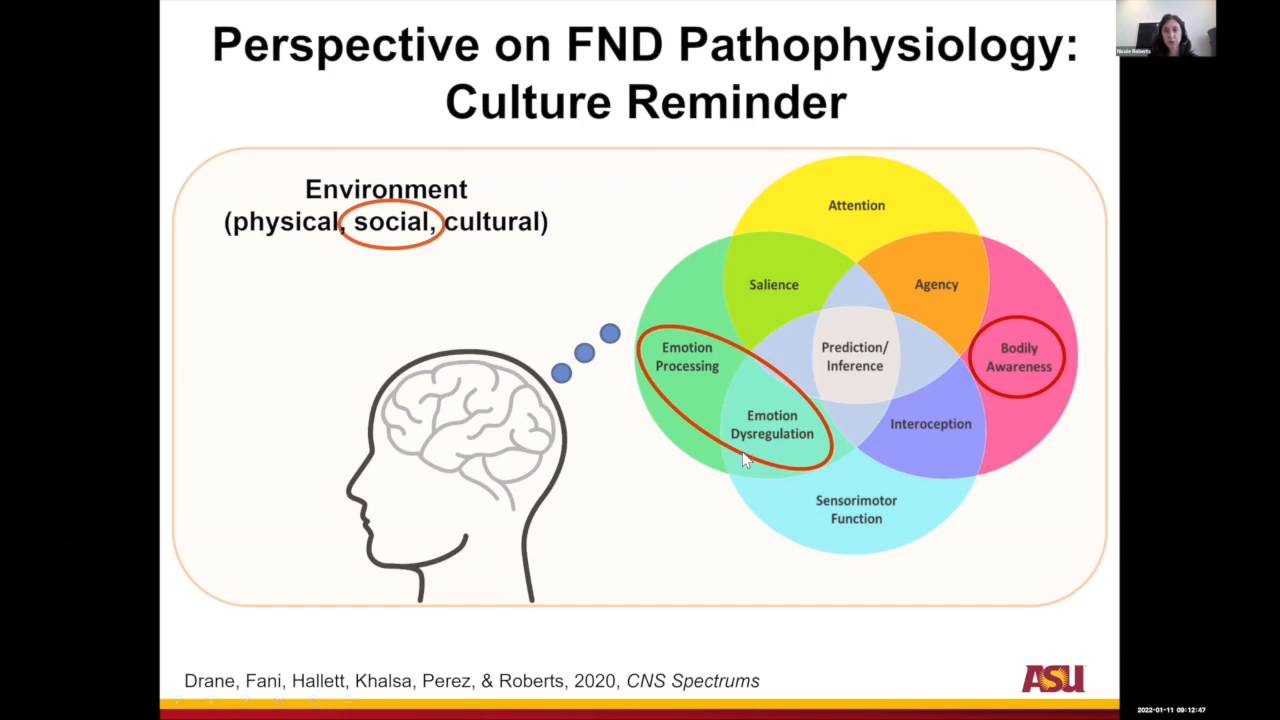 Perspective on FND Pathophysiology:
Culture Reminder
Nicole Roberts
Environment
(physical, social, cultural)
Attention
Salience
Agency
Emotion
Processing
Prediction/
Inference
Bodily
Awareness
Emotion
Dysregulation
Interoception
Sensorimotor
Function
Drane, Fani, Hallett, Khalsa, Perez, & Roberts, 2020, CNS Spectrums
ASU
2022-01-11 09:12:47